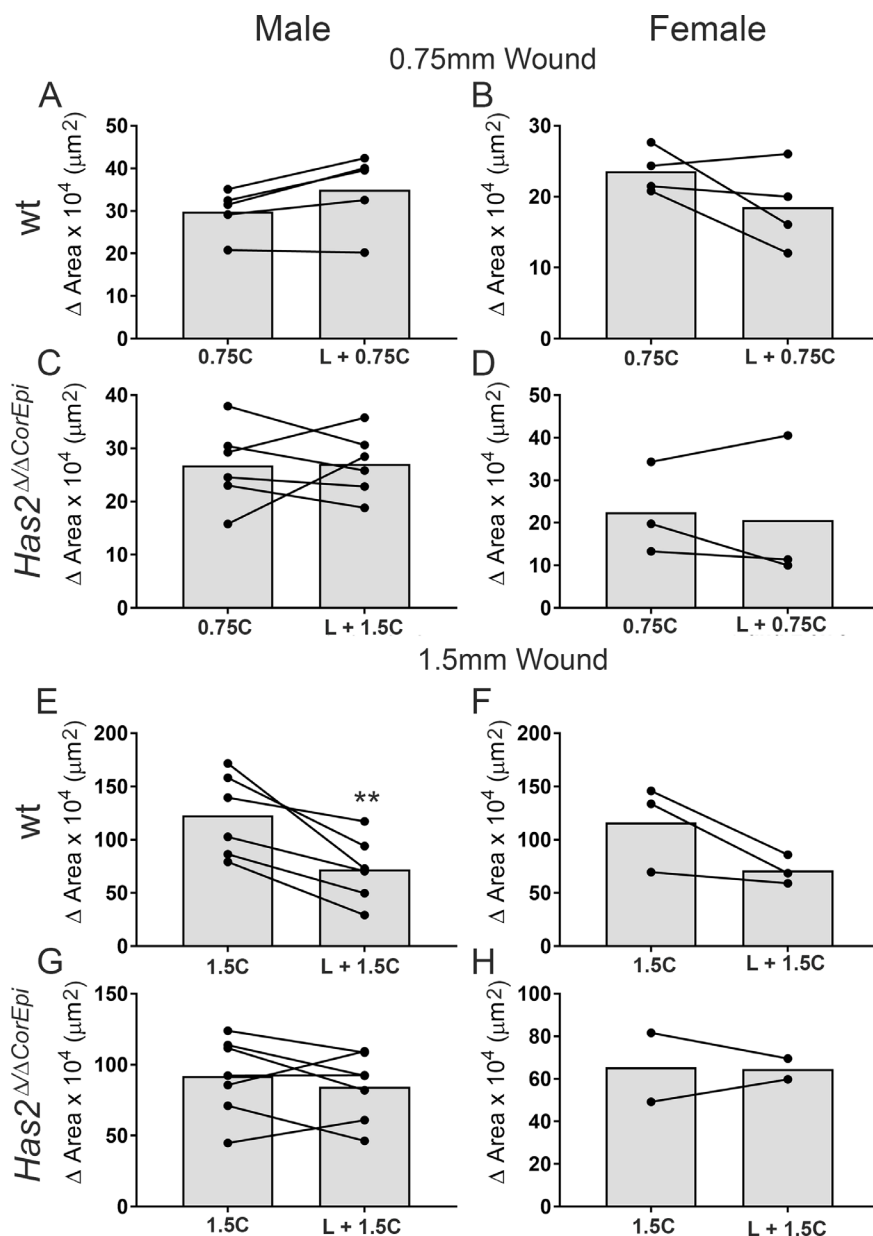 Male Female
0.75mm Wound
A
wt
Δ Area x 10⁴ (μm²)
50
40
30
20
10
0
0.75C L + 0.75C
B
Δ Area x 10⁴ (μm²)
30
20
10
0
0.75C L + 0.75C
C
Has2 Δ/ΔCorEpi
Δ Area x 10⁴ (μm²)
40
30
20
10
0
0.75C L + 1.5C
D
Δ Area x 10⁴ (μm²)
50
40
30
20
10
0
0.75C L + 0.75C
1.5mm Wound
E
wt
Δ Area x 10⁴ (μm²)
200
150
100
50
0
**
1.5C L + 1.5C
F
Δ Area x 10⁴ (μm²)
200
150
100
50
0
1.5C L + 1.5C
G
Has2 Δ/ΔCorEpi
Δ Area x 10⁴ (μm²)
150
100
50
0
1.5C L + 1.5C
H
Δ Area x 10⁴ (μm²)
100
80
60
40
20
0
1.5C L + 1.5C